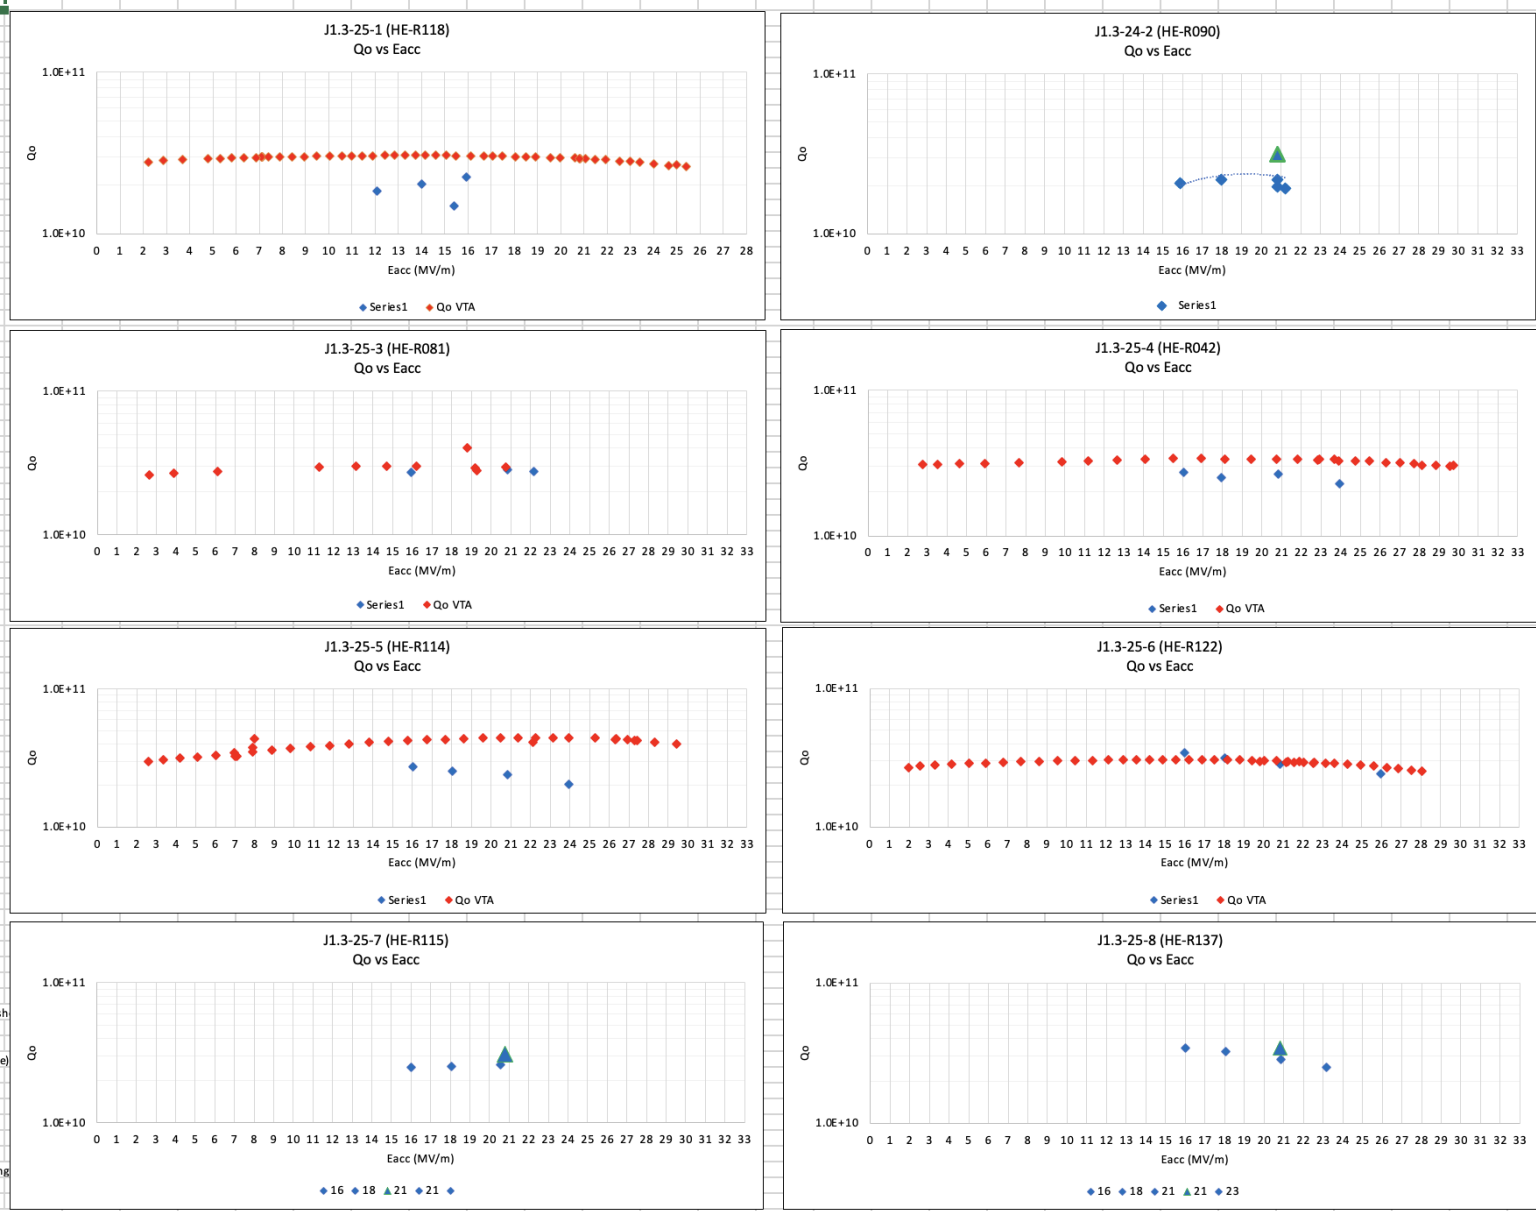 J1.3-25-1 (HE-R118)
Qo vs Eacc
1.0E+11
Qo
1.0E+10
0 1 2 3 4 5 6 7 8 9 10 11 12 13 14 15 16 17 18 19 20 21 22 23 24 25 26 27 28
Eacc (MV/m)
Series1 Qo VTA
J1.3-24-2 (HE-R090)
Qo vs Eacc
1.0E+11
Qo
1.0E+10
0 1 2 3 4 5 6 7 8 9 10 11 12 13 14 15 16 17 18 19 20 21 22 23 24 25 26 27 28 29 30 31 32 33
Eacc (MV/m)
Series1
J1.3-25-3 (HE-R081)
Qo vs Eacc
1.0E+11
Qo
1.0E+10
0 1 2 3 4 5 6 7 8 9 10 11 12 13 14 15 16 17 18 19 20 21 22 23 24 25 26 27 28 29 30 31 32 33
Eacc (MV/m)
Series1 Qo VTA
J1.3-25-4 (HE-R042)
Qo vs Eacc
1.0E+11
Qo
1.0E+10
0 1 2 3 4 5 6 7 8 9 10 11 12 13 14 15 16 17 18 19 20 21 22 23 24 25 26 27 28 29 30 31 32 33
Eacc (MV/m)
Series1 Qo VTA
J1.3-25-5 (HE-R114)
Qo vs Eacc
1.0E+11
Qo
1.0E+10
0 1 2 3 4 5 6 7 8 9 10 11 12 13 14 15 16 17 18 19 20 21 22 23 24 25 26 27 28 29 30 31 32 33
Eacc (MV/m)
Series1 Qo VTA
J1.3-25-6 (HE-R122)
Qo vs Eacc
1.0E+11
Qo
1.0E+10
0 1 2 3 4 5 6 7 8 9 10 11 12 13 14 15 16 17 18 19 20 21 22 23 24 25 26 27 28 29 30 31 32 33
Eacc (MV/m)
Series1 Qo VTA
J1.3-25-7 (HE-R115)
Qo vs Eacc
1.0E+11
Qo
1.0E+10
0 1 2 3 4 5 6 7 8 9 10 11 12 13 14 15 16 17 18 19 20 21 22 23 24 25 26 27 28 29 30 31 32 33
Eacc (MV/m)
16 18 21 21
J1.3-25-8 (HE-R137)
Qo vs Eacc
1.0E+11
Qo
1.0E+10
0 1 2 3 4 5 6 7 8 9 10 11 12 13 14 15 16 17 18 19 20 21 22 23 24 25 26 27 28 29 30 31 32 33
Eacc (MV/m)
16 18 21 21 23